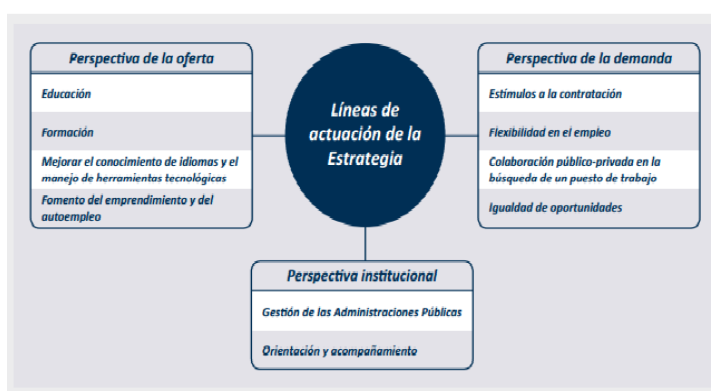 Perspectiva de la oferta
Educación
Formación
Mejorar el conocimiento de idiomas y el
manejo de herramientas tecnológicas
Fomento del emprendimiento y del
autoempleo
Líneas de
actuación de la
Estrategia
Perspectiva de la demanda
Estímulos a la contratación
Flexibilidad en el empleo
Colaboración público-privada en la
búsqueda de un puesto de trabajo
Igualdad de oportunidades
Perspectiva institucional
Gestión de las Administraciones Públicas
Orientación y acompañamiento